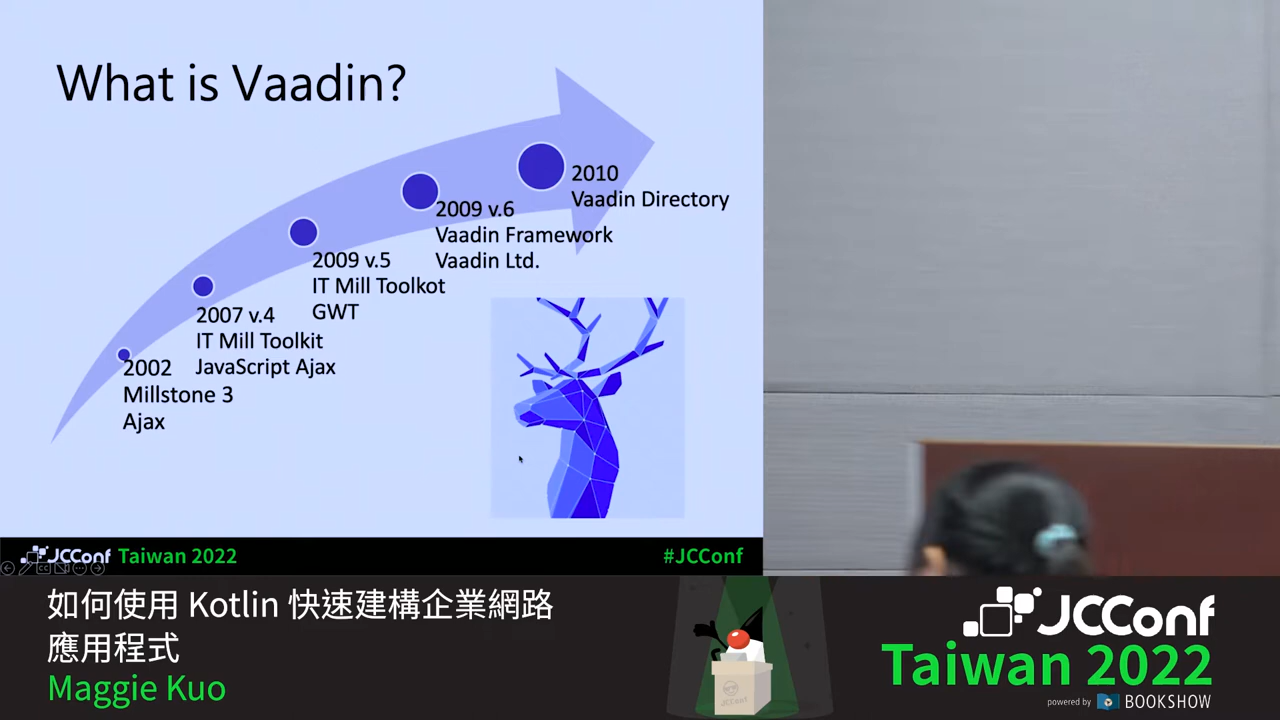 What is Vaadin?
2010
Vaadin Directory
2009 v.6
Vaadin Framework
Vaadin Ltd.
2009 v.5
IT Mill Toolkot
GWT
2007 v.4
IT Mill Toolkit
JavaScript Ajax
2002
Millstone 3
Ajax
JCConf Taiwan 2022
#JCConf
如何使用 Kotlin 快速建構企業網路
應用程式
Maggie Kuo
JCConf
JCConf
Taiwan 2022
powered by BOOKSHOW